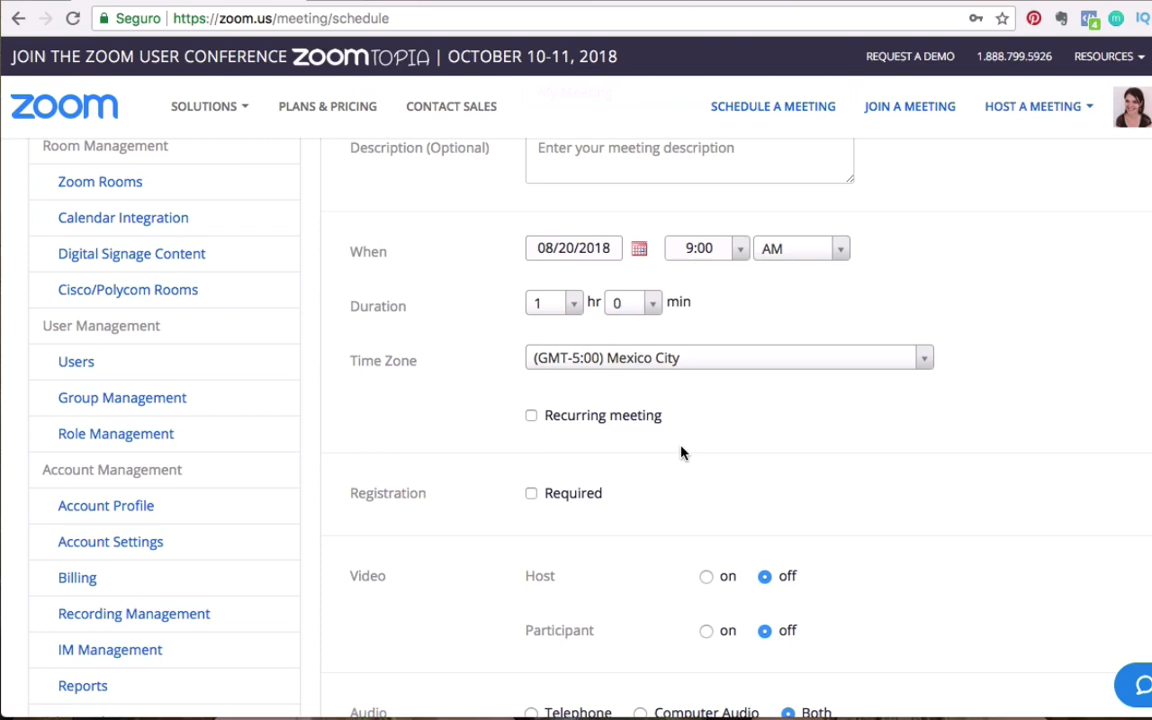 Seguro https://zoom.us/meeting/schedule
4 m IQ
JOIN THE ZOOM USER CONFERENCE ZOOMTOPIA | OCTOBER 10-11, 2018
REQUEST A DEMO 1.888.799.5926 RESOURCES
zoom SOLUTIONS PLANS & PRICING CONTACT SALES SCHEDULE A MEETING JOIN A MEETING HOST A MEETING
Room Management
Zoom Rooms
Calendar Integration
Digital Signage Content
Cisco/Polycom Rooms
User Management
Users
Group Management
Role Management
Account Management
Account Profile
Account Settings
Billing
Recording Management
IM Management
Reports
Description (Optional) Enter your meeting description
When 08/20/2018 9:00 AM
Duration 1 hr 0 min
Time Zone (GMT-5:00) Mexico City
Recurring meeting
Registration Required
Video Host on off
Participant on off
Audio Telephone Computer Audio Both